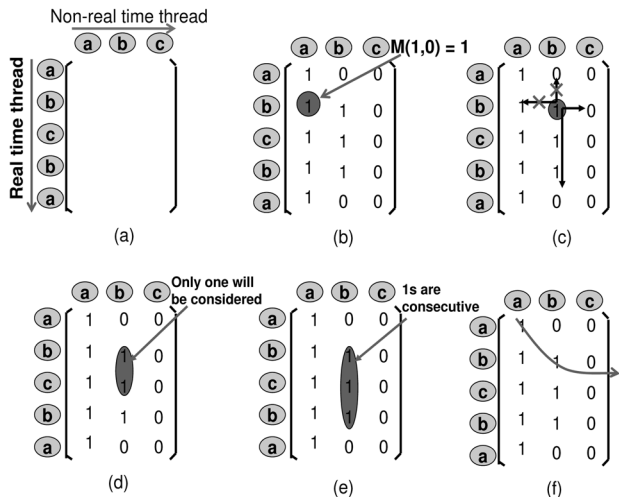 Non-real time thread
a b c
Real time thread
a
b
c
b
a
(a)
a b c
M(1,0) = 1
a 1 0 0
b 1 1 0
c 1 1 0
b 1 1 0
a 1 0 0
(b)
a b c
a 1 0 0
b 1 1 0
c 1 1 0
b 1 1 0
a 1 0 0
(c)
Only one will
be considered
a b c
a 1 0 0
b 1 1 0
c 1 1 0
b 1 1 0
a 1 0 0
(d)
1s are
consecutive
a b c
a 1 0 0
b 1 1 0
c 1 1 0
b 1 1 0
a 1 0 0
(e)
a b c
a 1 0 0
b 1 1 0
c 1 1 0
b 1 1 0
a 1 0 0
(f)